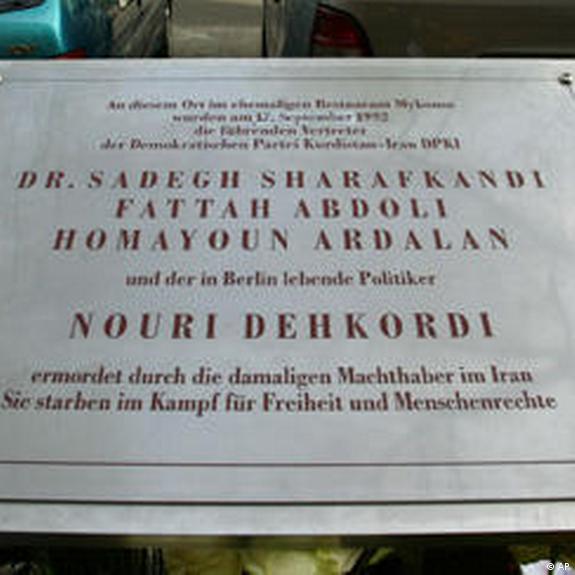 An diesem Ort im ehemaligen Restaurant Mykonos
wurden am 17. September 1992
die führenden Vertreter
der Demokratischen Partei Kurdistan-Iran DPKI
DR. SADEGH SHARAFKANDI
FATTAH ABDOLI
HOMAYOUN ARDALAN
und der in Berlin lebende Politiker
NOURI DEHKORDI
ermordet durch die damaligen Machthaber im Iran
Sie starben im Kampf für Freiheit und Menschenrechte
© AP